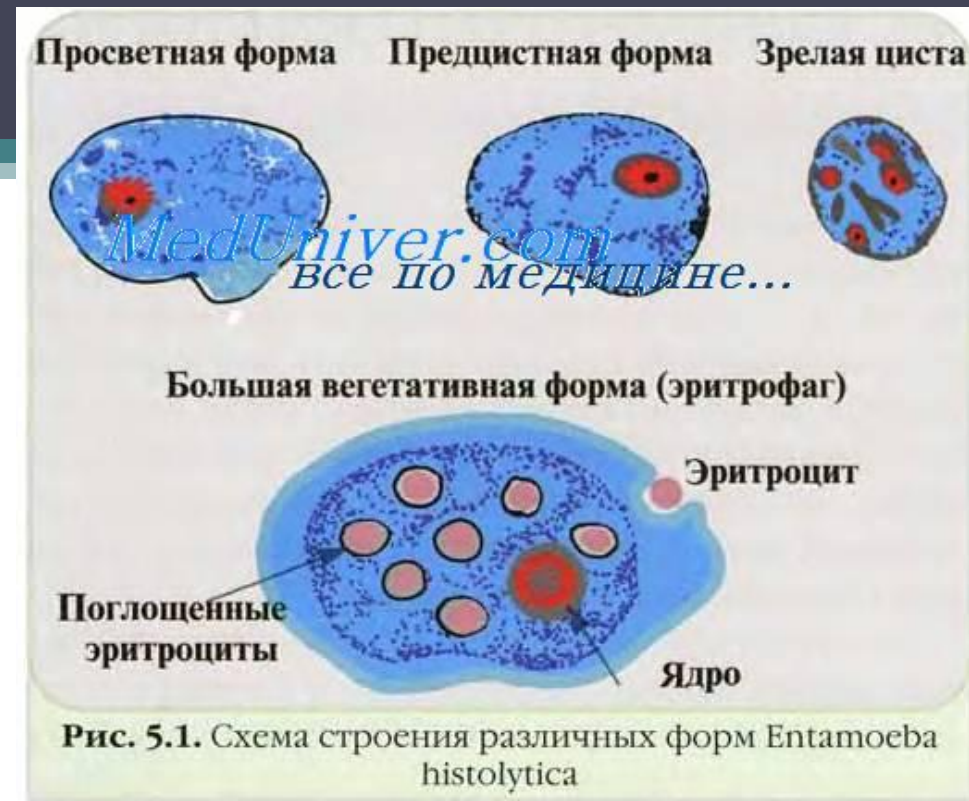 Просветная форма Предцистная форма Зрелая циста
MedUniver.com
все по медицине...
Большая вегетативная форма (эритрофаг)
Эритроцит
Поглощенные
эритроциты
Ядро
Рис. 5.1. Схема строения различных форм Entamoeba
histolytica